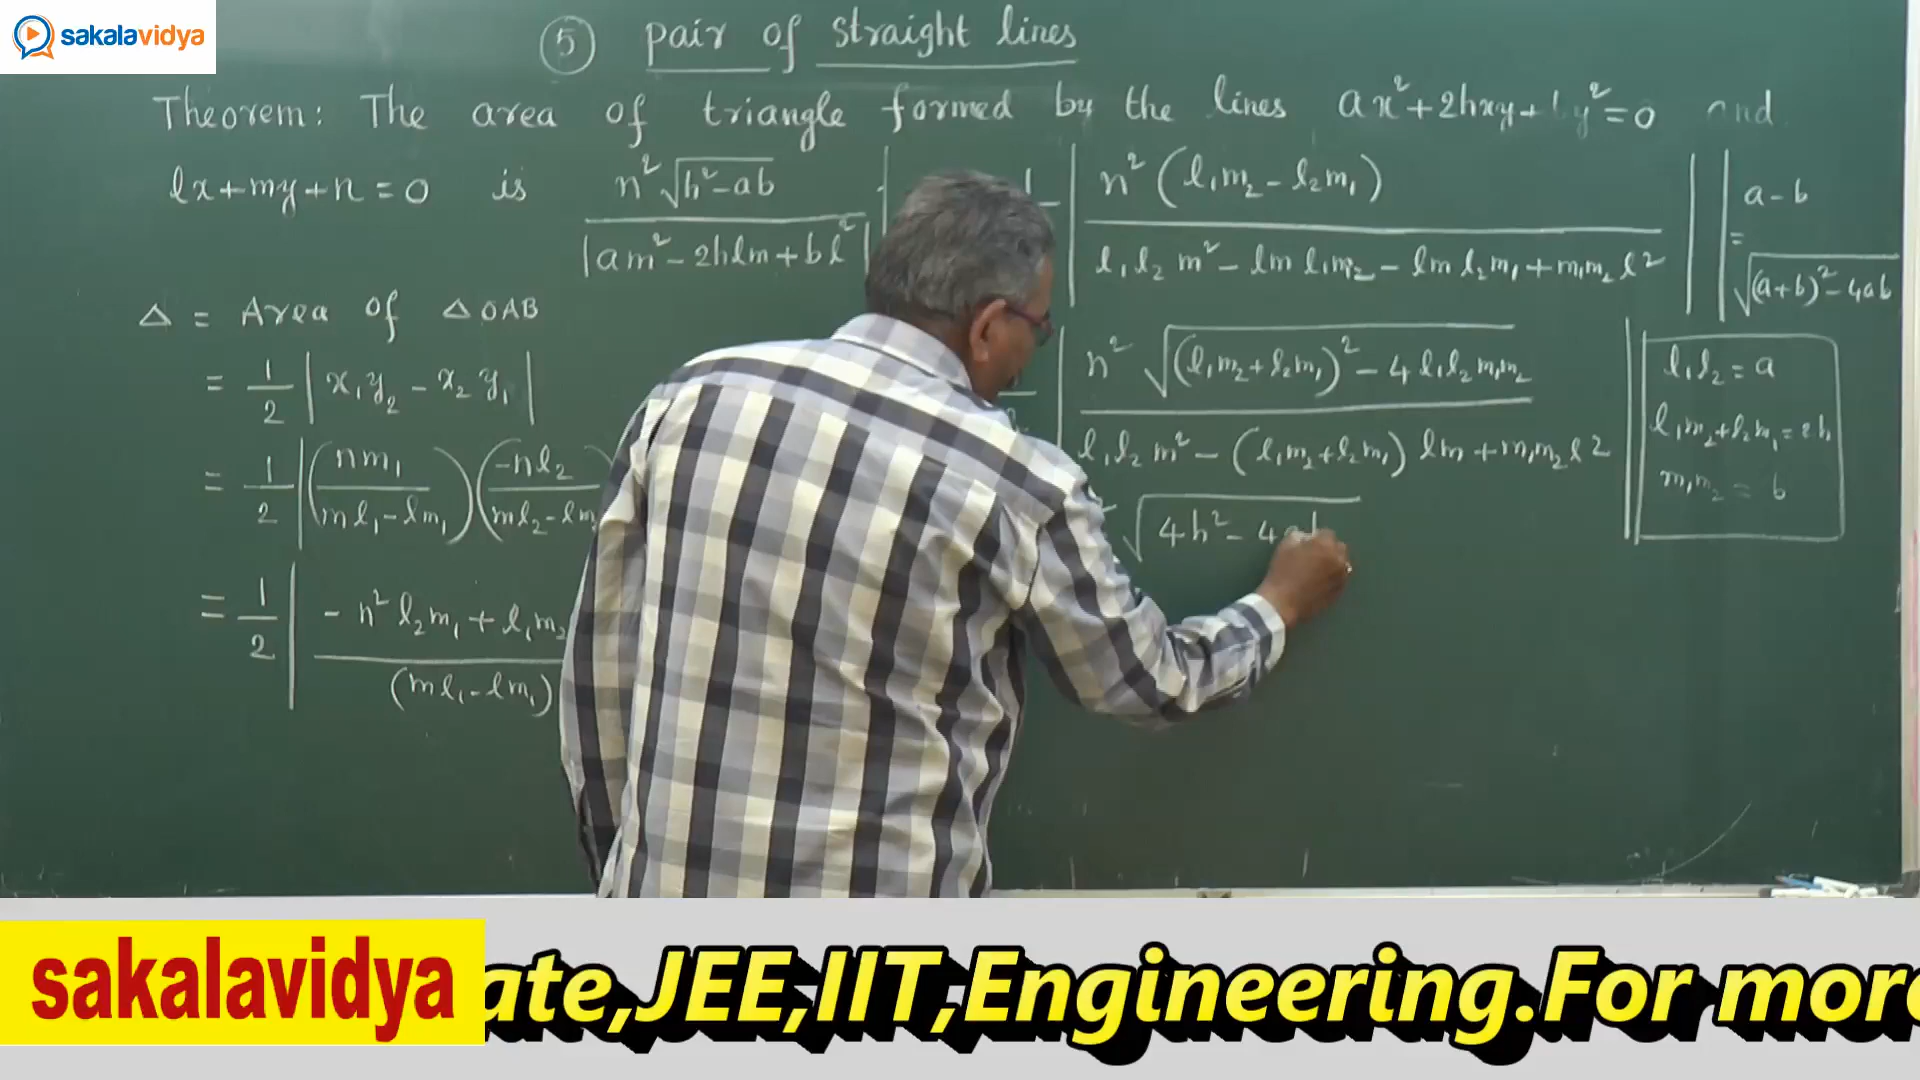 sakalavidya
5 pair of straight lines
Theorem: The area of triangle formed by the lines ax²+2hxy+by²=0 and
lx+my+n=0 is n²√(h²-ab) / |am²-2hlm+bl²|
Δ = Area of ΔOAB
= 1/2 | x₁y₂ - x₂y₁ |
= 1/2 | (nm₁ / ml₁-lm₁) (-nl₂ / ml₂-lm₂
= 1/2 | -n²l₂m₁ + l₁m₂ / (ml₁-lm₁)
| n² (l₁m₂ - l₂m₁) / l₁l₂m² - lm l₁m₂ - lm l₂m₁ + m₁m₂l² |
| n² √((l₁m₂+l₂m₁)² - 4l₁l₂m₁m₂) / l₁l₂m² - (l₁m₂+l₂m₁) lm + m₁m₂l²
√(4h² - 4ab
a-b
=
√((a+b)²-4ab
l₁l₂ = a
l₁m₂+l₂m₁ = 2h
m₁m₂ = b
sakalavidya
ate,JEE,IIT,Engineering.For more